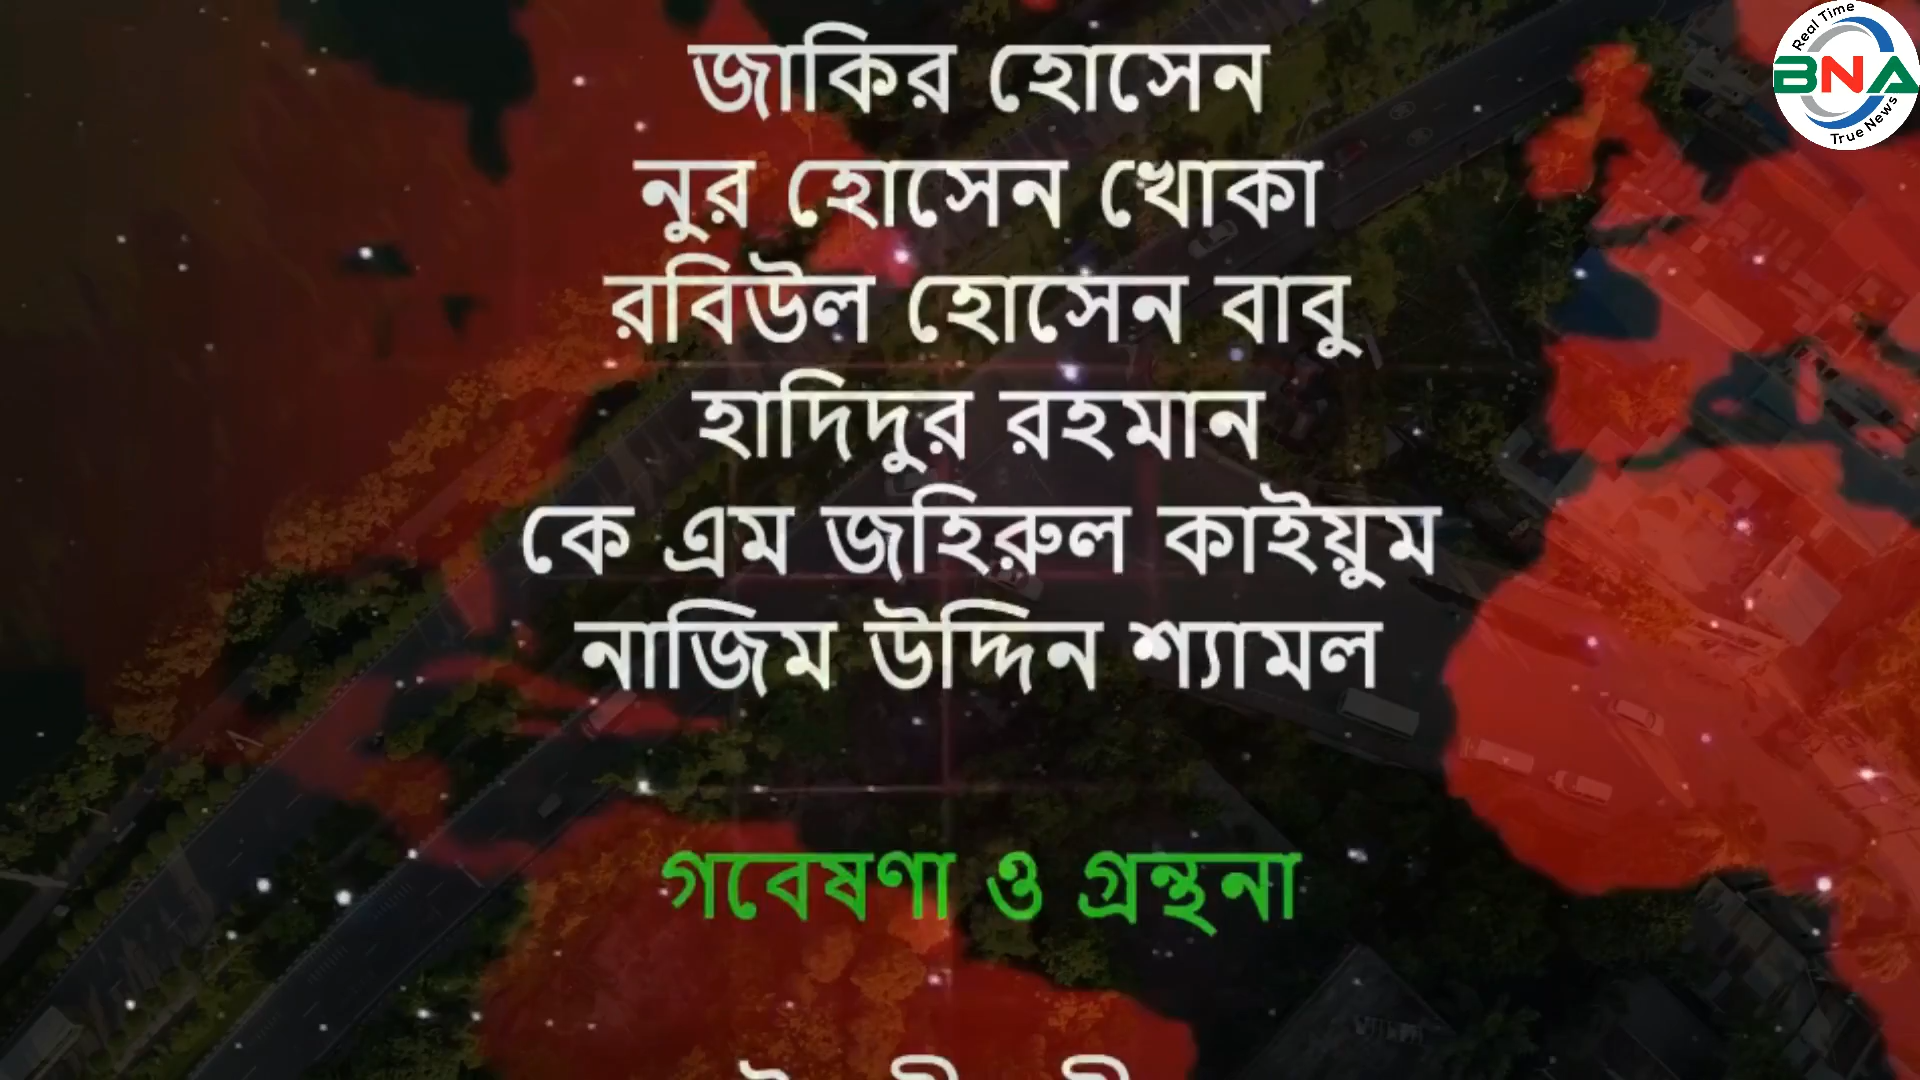 Real Time
BNA
True News
জাকির হোসেন
নুর হোসেন খোকা
রবিউল হোসেন বাবু
হাদিদুর রহমান
কে এম জহিরুল কাইয়ুম
নাজিম উদ্দিন শ্যামল
গবেষণা ও গ্রন্থনা